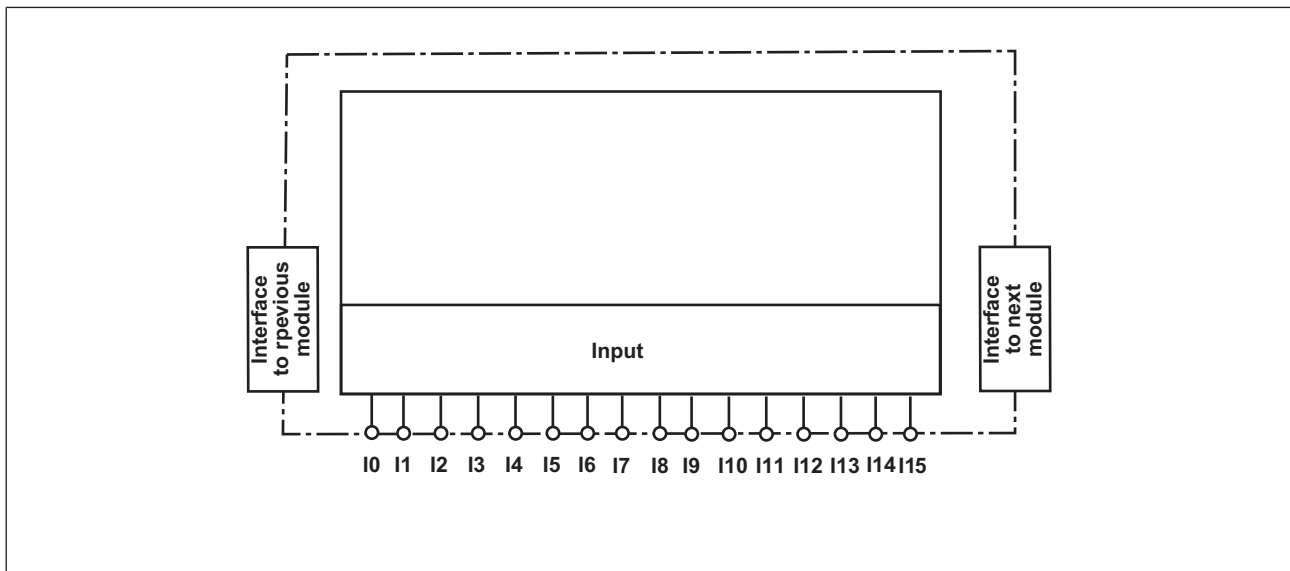 Interface
to rpevious
module
Input
Interface
to next
module
I0 I1 I2 I3 I4 I5 I6 I7 I8 I9 I10 I11 I12 I13 I14 I15